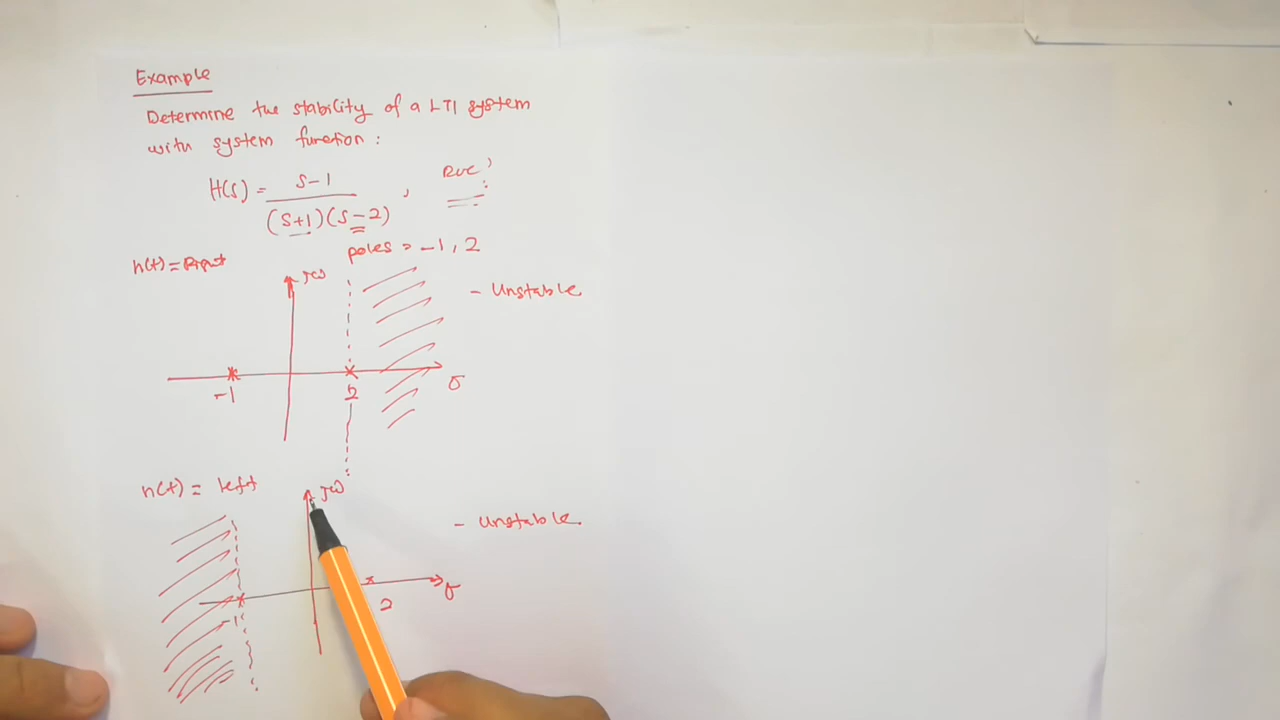 Example
Determine the stability of a LTI system
with system function:
H(s) = s-1 / (s+1)(s-2) , ROC :
poles = -1, 2
h(t) = Right
jω
- Unstable
-1
2
σ
h(t) = left
jω
- Unstable
-1
2
σ